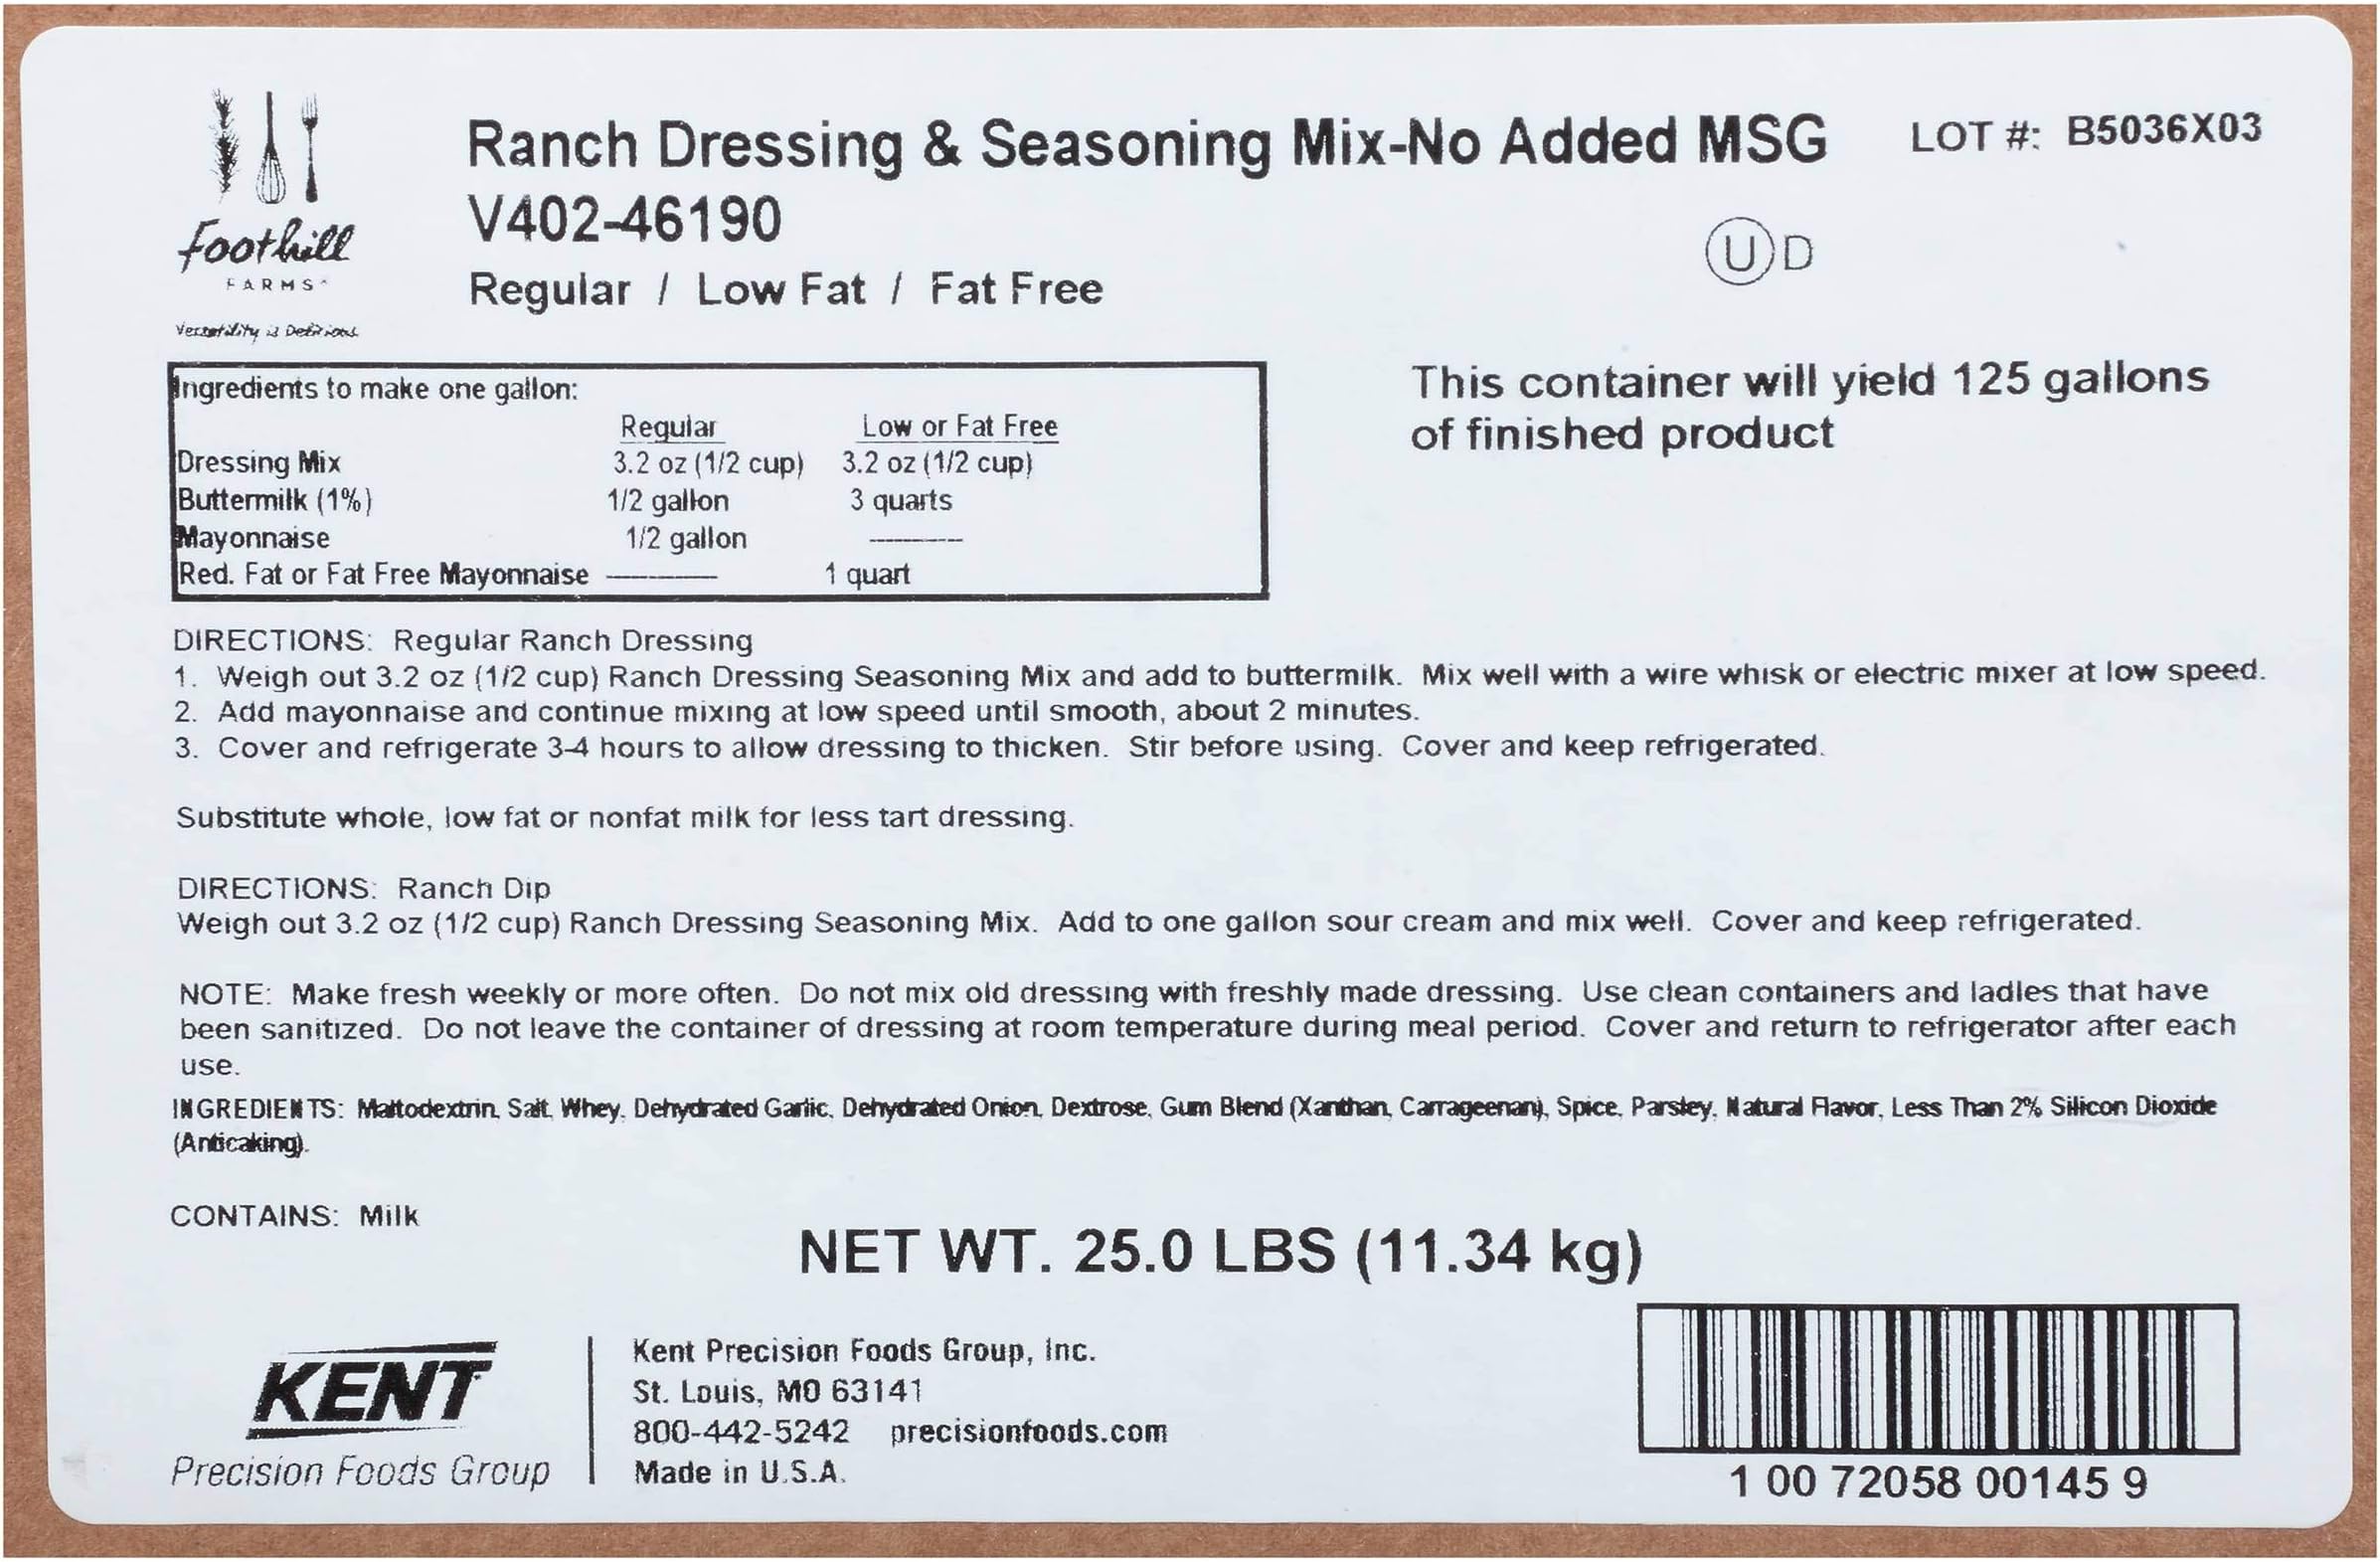 Ranch Dressing & Seasoning Mix-No Added MSG
LOT #: B5036X03
V402-46190
Regular / Low Fat / Fat Free
U D
foothill
FARMS
Versatility is Delicious
Ingredients to make one gallon:
Regular Low or Fat Free
Dressing Mix 3.2 oz (1/2 cup) 3.2 oz (1/2 cup)
Buttermilk (1%) 1/2 gallon 3 quarts
Mayonnaise 1/2 gallon ----------
Red. Fat or Fat Free Mayonnaise ---------- 1 quart
This container will yield 125 gallons
of finished product
DIRECTIONS: Regular Ranch Dressing
1. Weigh out 3.2 oz (1/2 cup) Ranch Dressing Seasoning Mix and add to buttermilk. Mix well with a wire whisk or electric mixer at low speed.
2. Add mayonnaise and continue mixing at low speed until smooth, about 2 minutes.
3. Cover and refrigerate 3-4 hours to allow dressing to thicken. Stir before using. Cover and keep refrigerated.
Substitute whole, low fat or nonfat milk for less tart dressing.
DIRECTIONS: Ranch Dip
Weigh out 3.2 oz (1/2 cup) Ranch Dressing Seasoning Mix. Add to one gallon sour cream and mix well. Cover and keep refrigerated.
NOTE: Make fresh weekly or more often. Do not mix old dressing with freshly made dressing. Use clean containers and ladles that have
been sanitized. Do not leave the container of dressing at room temperature during meal period. Cover and return to refrigerator after each
use.
INGREDIENTS: Maltodextrin, Salt, Whey, Dehydrated Garlic, Dehydrated Onion, Dextrose, Gum Blend (Xanthan, Carrageenan), Spice, Parsley, Natural Flavor, Less Than 2% Silicon Dioxide
(Anticaking).
CONTAINS: Milk
NET WT. 25.0 LBS (11.34 kg)
KENT
Precision Foods Group
Kent Precision Foods Group, Inc.
St. Louis, MO 63141
800-442-5242 precisionfoods.com
Made in U.S.A.
1 00 72058 00145 9